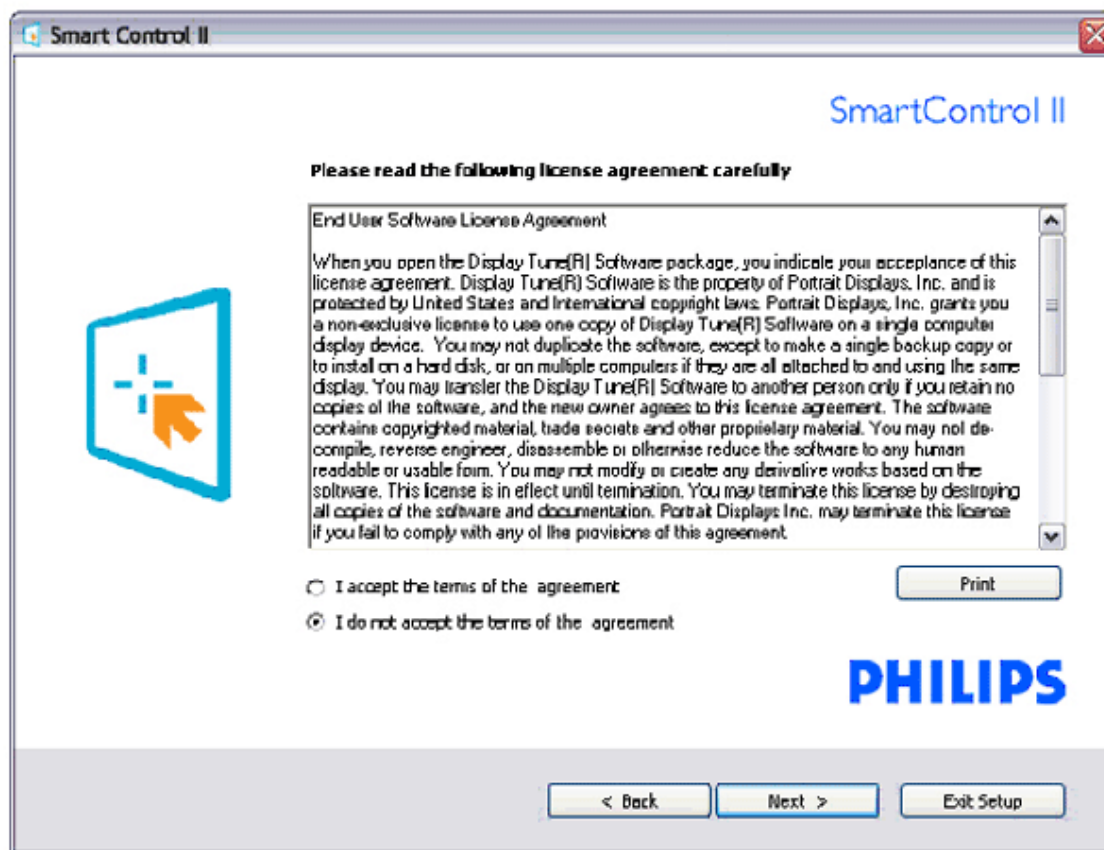 Smart Control II
SmartControl II
Please read the following license agreement carefully
End User Software License Agreement
When you open the Display Tune(R) Software package, you indicate your acceptance of this
license agreement. Display Tune(R) Software is the property of Portrait Displays, Inc. and is
protected by United States and International copyright laws. Portrait Displays, Inc. grants you
a non-exclusive license to use one copy of Display Tune(R) Software on a single computer
display device. You may not duplicate the software, except to make a single backup copy or
to install on a hard disk, or on multiple computers if they are all attached to and using the same
display. You may transfer the Display Tune(R) Software to another person only if you retain no
copies of the software, and the new owner agrees to this license agreement. The software
contains copyrighted material, trade secrets and other proprietary material. You may not de-
compile, reverse engineer, disassemble or otherwise reduce the software to any human
readable or usable form. You may not modify or create any derivative works based on the
software. This license is in effect until termination. You may terminate this license by destroying
all copies of the software and documentation. Portrait Displays Inc. may terminate this license
if you fail to comply with any of the provisions of this agreement.
I accept the terms of the agreement
Print
I do not accept the terms of the agreement
PHILIPS
< Back
Next >
Exit Setup